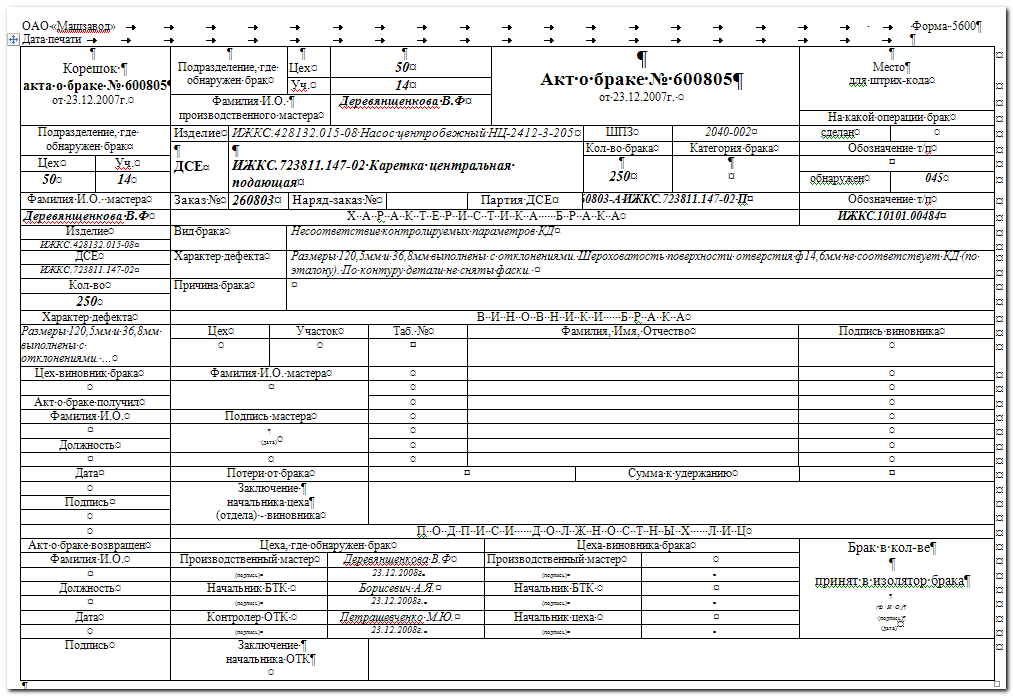 ОАО «Машзавод» Форма 5600
Дата печати
Корешок
акта о браке № 600805
от 23.12.2007г.
Подразделение, где
обнаружен брак
Цех 50
Уч. 14
Фамилия И.О.
производственного мастера
Деревянщенкова В.Ф
Акт о браке № 600805
от 23.12.2007г.
Место
для штрих-кода
На какой операции брак
Подразделение, где
обнаружен брак
Изделие ИЖКС.428132.015-08 Насос центробежный НЦ-2412-3-205 ШПЗ 2040-002 сделан
Цех Уч.
50 14
ДСЕ
ИЖКС.723811.147-02 Каретка центральная
подающая
Кол-во брака Категория брака Обозначение т/п
250
обнаружен 045
Фамилия И.О. мастера Заказ № 260803 Наряд-заказ № Партия ДСЕ 0803-АИЖКС.723811.147-02-П Обозначение т/п
Деревянщенкова В.Ф Х А Р А К Т Е Р И С Т И К А Б Р А К А ИЖКС.10101.00484
Изделие Вид брака Несоответствие контролируемых параметров КД
ИЖКС.428132.015-08
ДСЕ Характер дефекта Размеры 120,5мм и 36,8мм выполнены с отклонениями. Шероховатость поверхности отверстия ф14,6мм не соответствует КД (по
ИЖКС.723811.147-02 эталону). По контуру детали не сняты фаски.
Кол-во Причина брака
250
Характер дефекта В И Н О В Н И К И Б Р А К А
Размеры 120,5мм и 36,8мм
выполнены с
отклонениями. ...
Цех Участок Таб. № Фамилия, Имя, Отчество Подпись виновника
Цех-виновник брака Фамилия И.О. мастера
Акт о браке получил
Фамилия И.О. Подпись мастера
(дата)
Должность
Дата Потери от брака Сумма к удержанию
Подпись
Заключение
начальника цеха
(отдела) - виновника
П О Д П И С И Д О Л Ж Н О С Т Н Ы Х Л И Ц
Акт о браке возвращен Цеха, где обнаружен брак Цеха-виновника брака
Брак в кол-ве
принят в изолятор брака
(Ф. И. О.)
(подпись)
(дата)
Фамилия И.О. Производственный мастер Деревянщенкова В.Ф Производственный мастер
(подпись) 23.12.2008г. (подпись)
Должность Начальник БТК Борисевич А.Я. Начальник БТК
(подпись) 23.12.2008г. (подпись)
Дата Контролер ОТК Петрашевченко М.Ю. Начальник цеха
(подпись) 23.12.2008г. (подпись)
Подпись Заключение
начальника ОТК